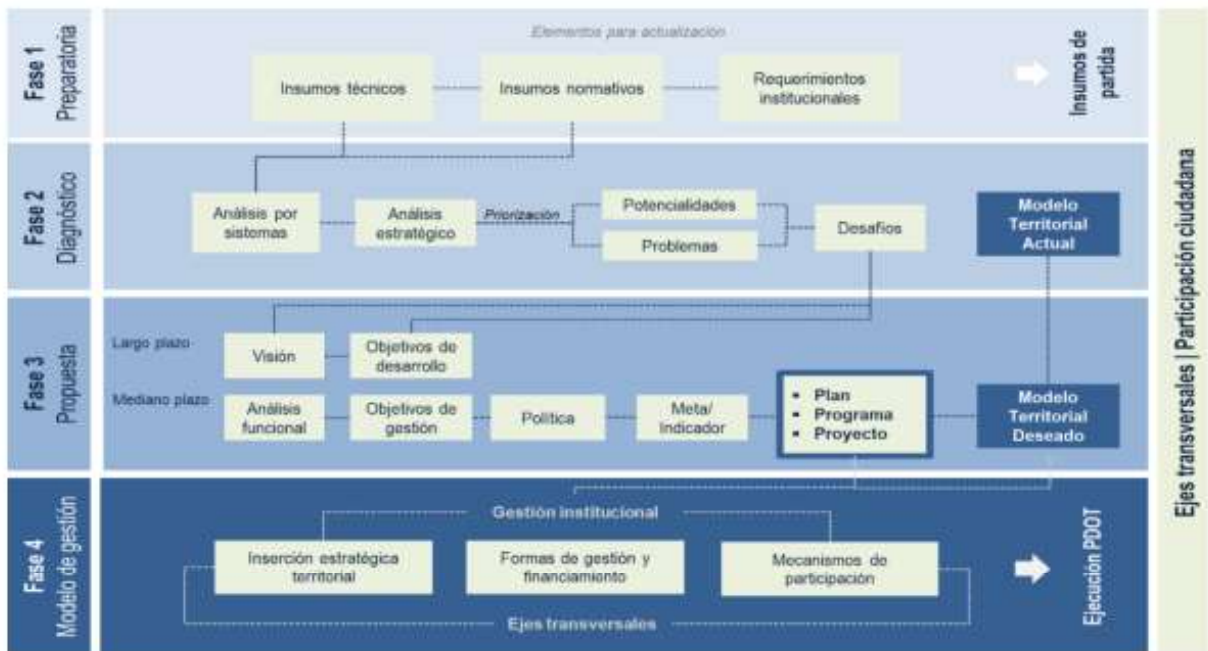 Fase 1
Preparatoria
Elementos para actualización
Insumos técnicos
Insumos normativos
Requerimientos
institucionales
Insumos de
partida
Fase 2
Diagnóstico
Análisis por
sistemas
Análisis
estratégico
Priorización
Potencialidades
Problemas
Desafíos
Modelo
Territorial
Actual
Fase 3
Propuesta
Largo plazo
Visión
Objetivos de
desarrollo
Mediano plazo
Análisis
funcional
Objetivos de
gestión
Política
Meta/
Indicador
▪ Plan
▪ Programa
▪ Proyecto
Modelo
Territorial
Deseado
Fase 4
Modelo de gestión
Gestión institucional
Inserción estratégica
territorial
Formas de gestión y
financiamiento
Mecanismos de
participación
Ejes transversales
Ejecución PDOT
Ejes transversales | Participación ciudadana